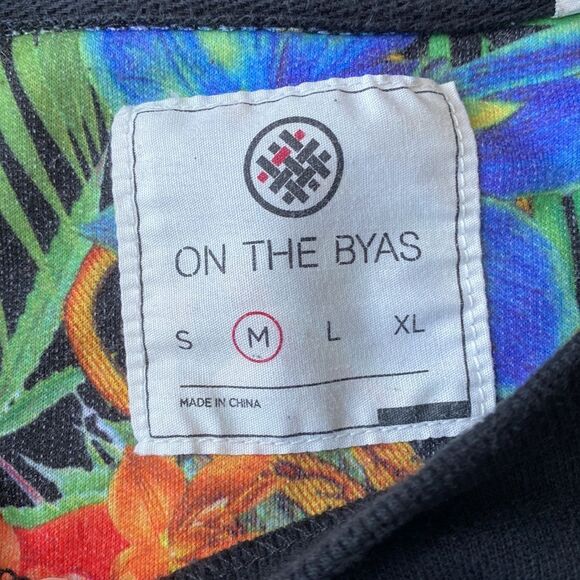 ON THE BYAS
S M L XL
MADE IN CHINA